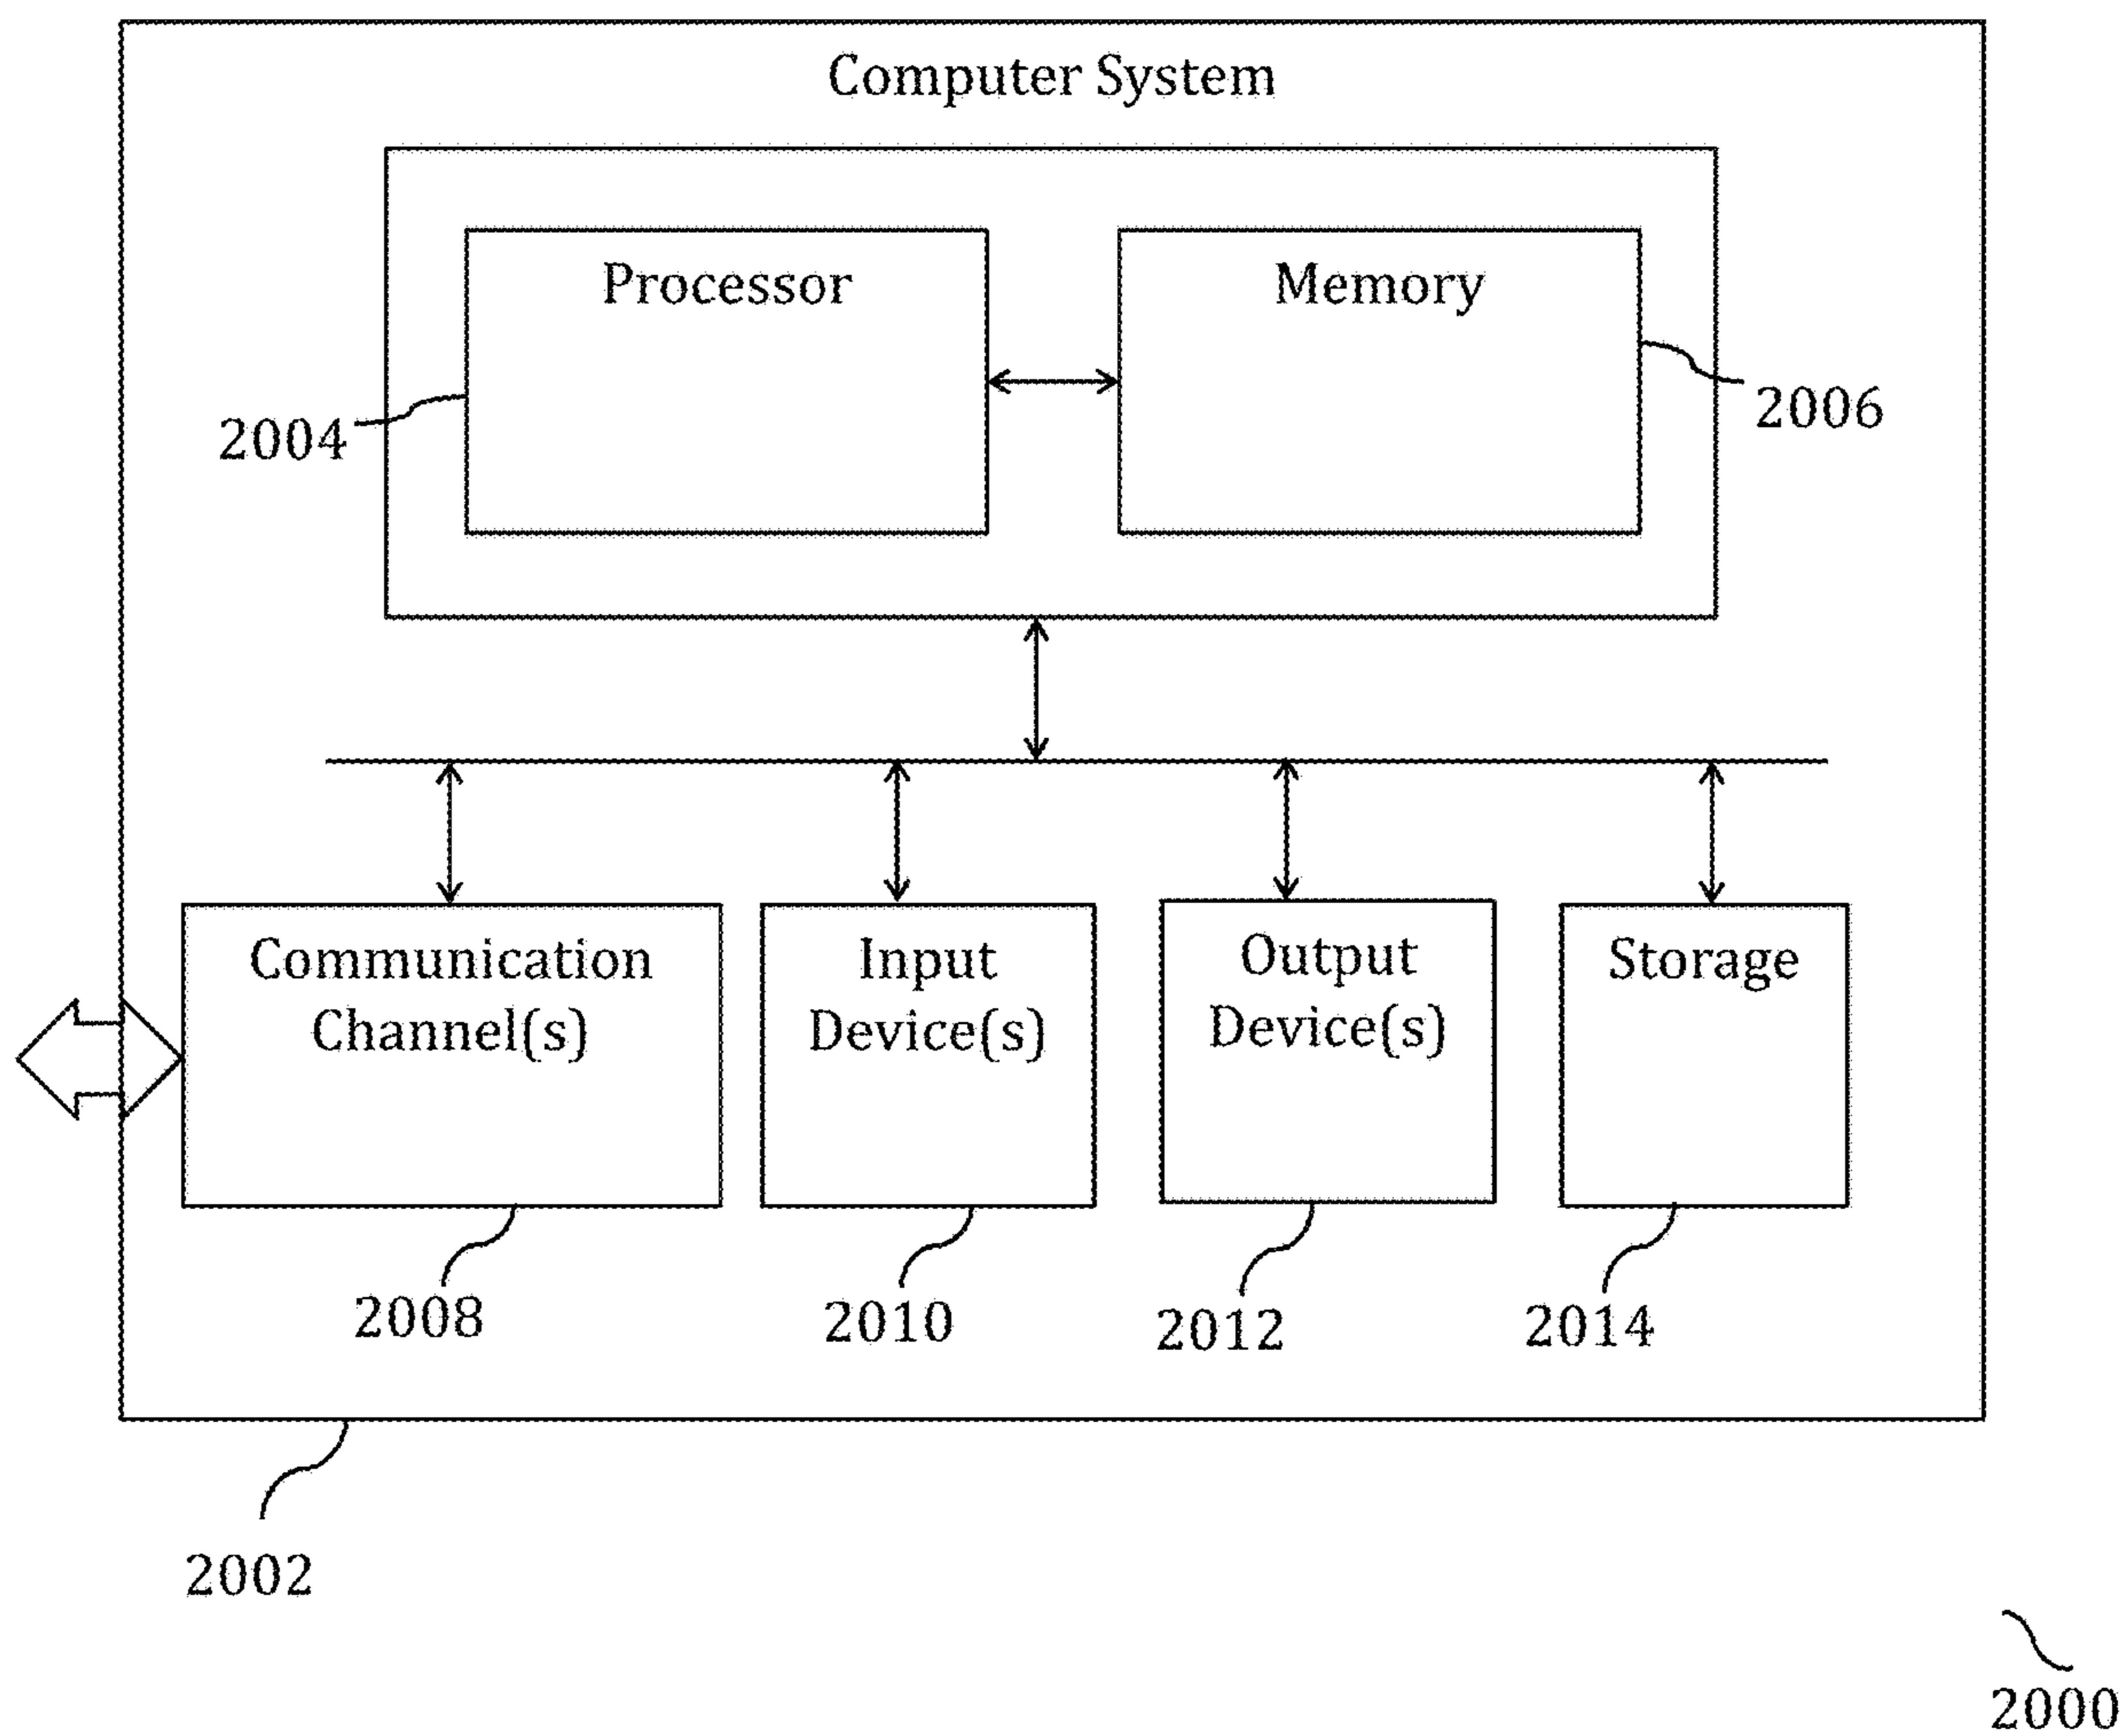 Computer System
Processor
Memory
2004
2006
Communication
Channel(s)
Input
Device(s)
Output
Device(s)
Storage
2008
2010
2012
2014
2002
2000